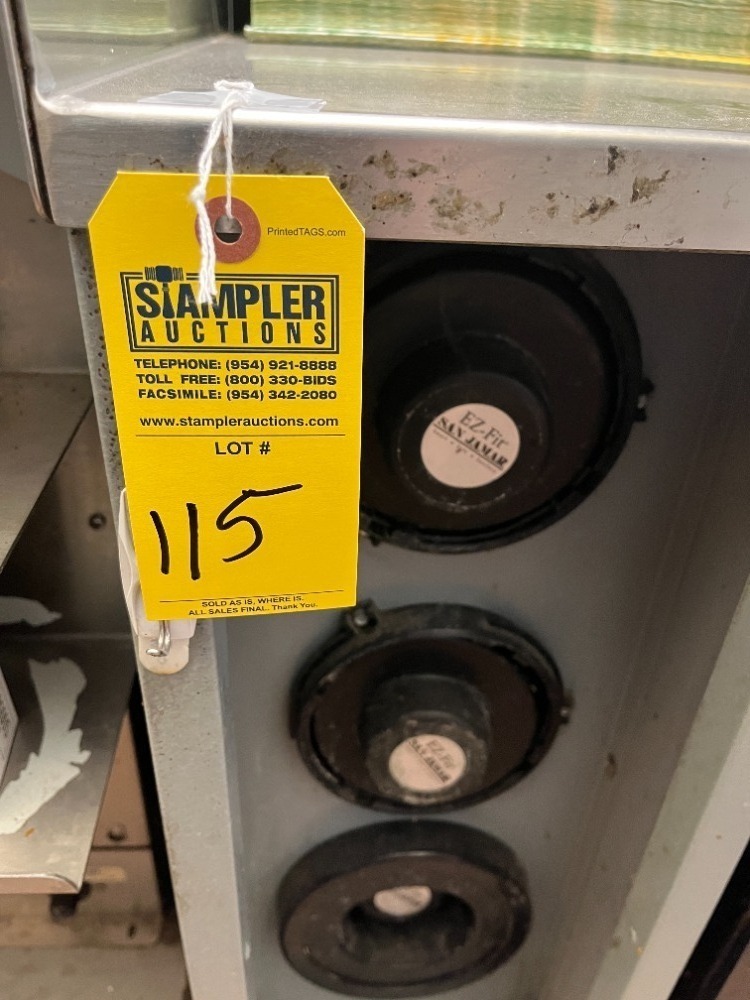 PrintedTAGS.com
STAMPLER
AUCTIONS
TELEPHONE: (954) 921-8888
TOLL FREE: (800) 330-BIDS
FACSIMILE: (954) 342-2080
www.stamplerauctions.com
LOT #
115
SOLD AS IS, WHERE IS.
ALL SALES FINAL. Thank You.
EZ-Fit
SAN JAMAR
EZ-Fit
SAN JAMAR